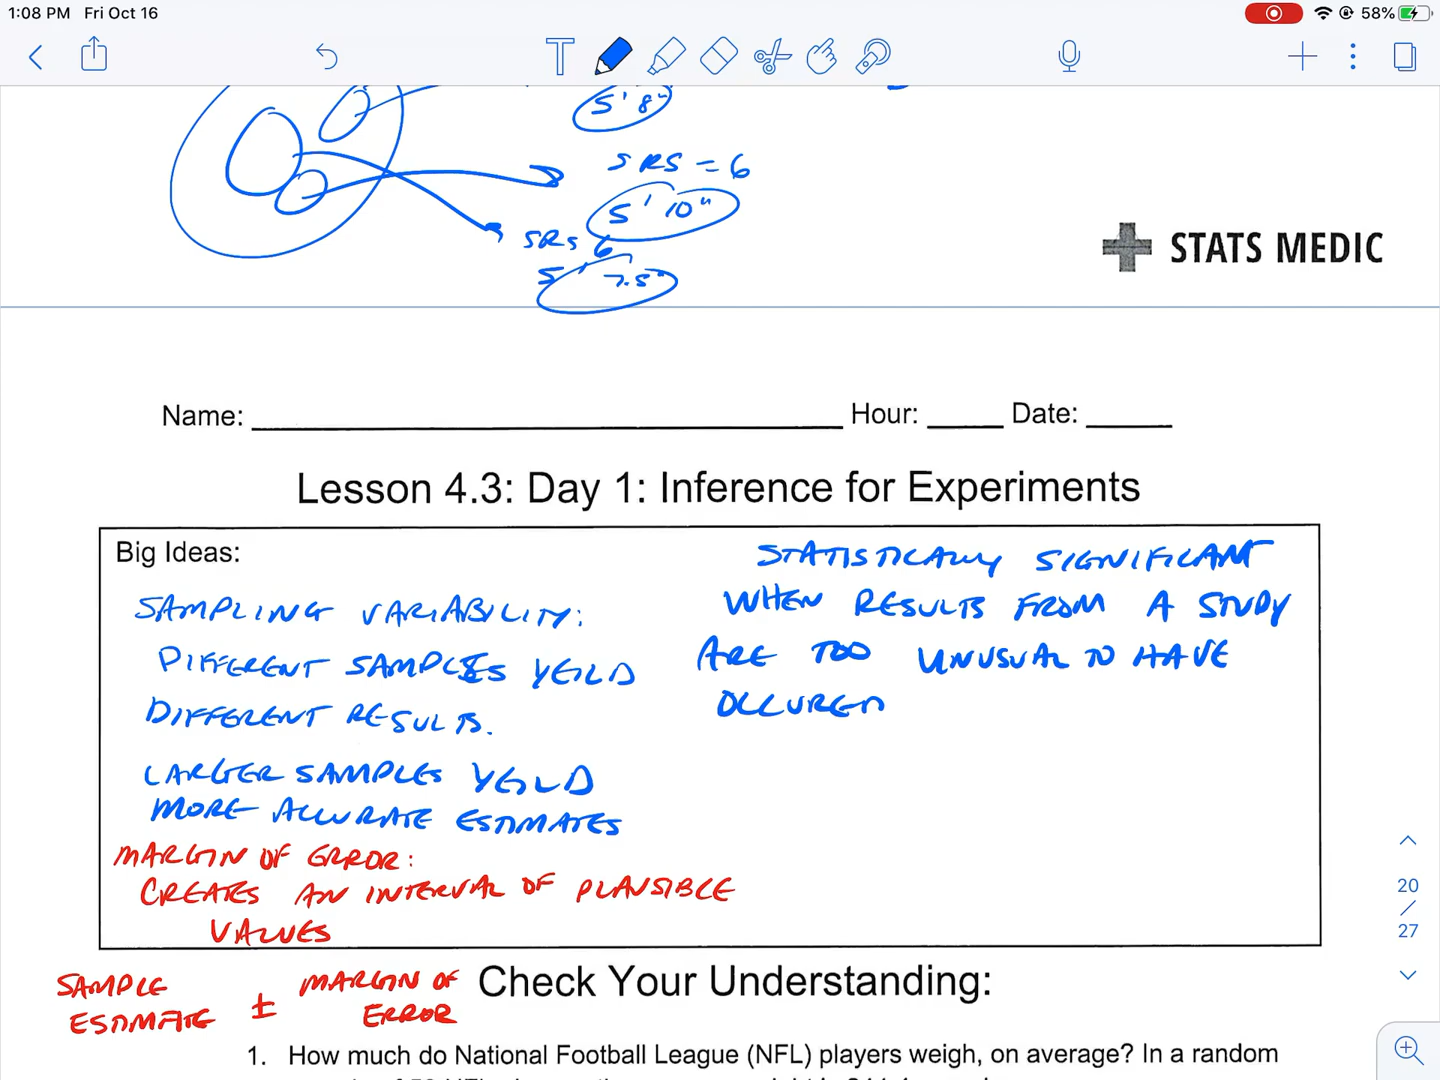 1:08 PM Fri Oct 16
58%
T
5' 8"
SRS = 6
5' 10"
SRS 6
5' 7.5"
STATS MEDIC
Name: Hour: Date:
Lesson 4.3: Day 1: Inference for Experiments
Big Ideas:
SAMPLING VARIABILITY:
DIFFERENT SAMPLES YEILD
DIFFERENT RESULTS.
LARGER SAMPLES YEILD
MORE ACCURATE ESTIMATES
MARGIN OF ERROR:
CREATES AN INTERVAL OF PLAUSIBLE
VALUES
STATISTICALLY SIGNIFICANT
WHEN RESULTS FROM A STUDY
ARE TOO UNUSUAL TO HAVE
OCCURED
SAMPLE
ESTIMATE ± MARGIN OF
ERROR
Check Your Understanding:
1. How much do National Football League (NFL) players weigh, on average? In a random
20
/
27